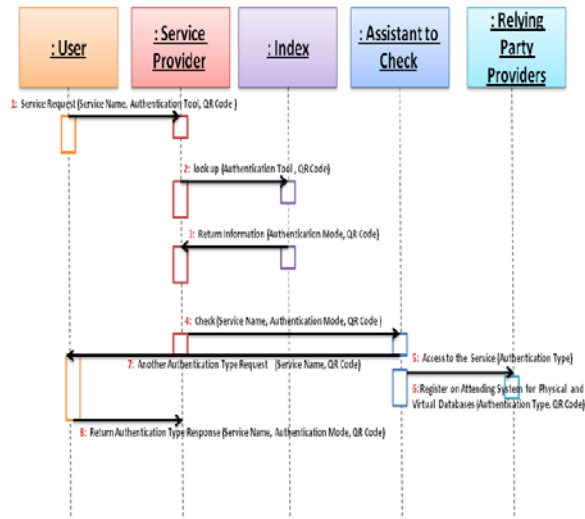 : User
: Service
Provider
: Index
: Assistant to
Check
: Relying
Party
Providers
1: Service Request (Service Name, Authentication Tool, QR Code )
2: lookup (Authentication Tool , QR Code)
3: Return Information (Authentication Mode, QR Code)
4: Check (Service Name, Authentication Mode, QR Code )
5: Access to the Service (Authentication Type)
7: Another Authentication Type Request (Service Name, QR Code)
6:Register on Attending System for Physical and
Virtual Databases (Authentication Type, QR Code)
8: Return Authentication Type Response (Service Name, Authentication Mode, QR Code)